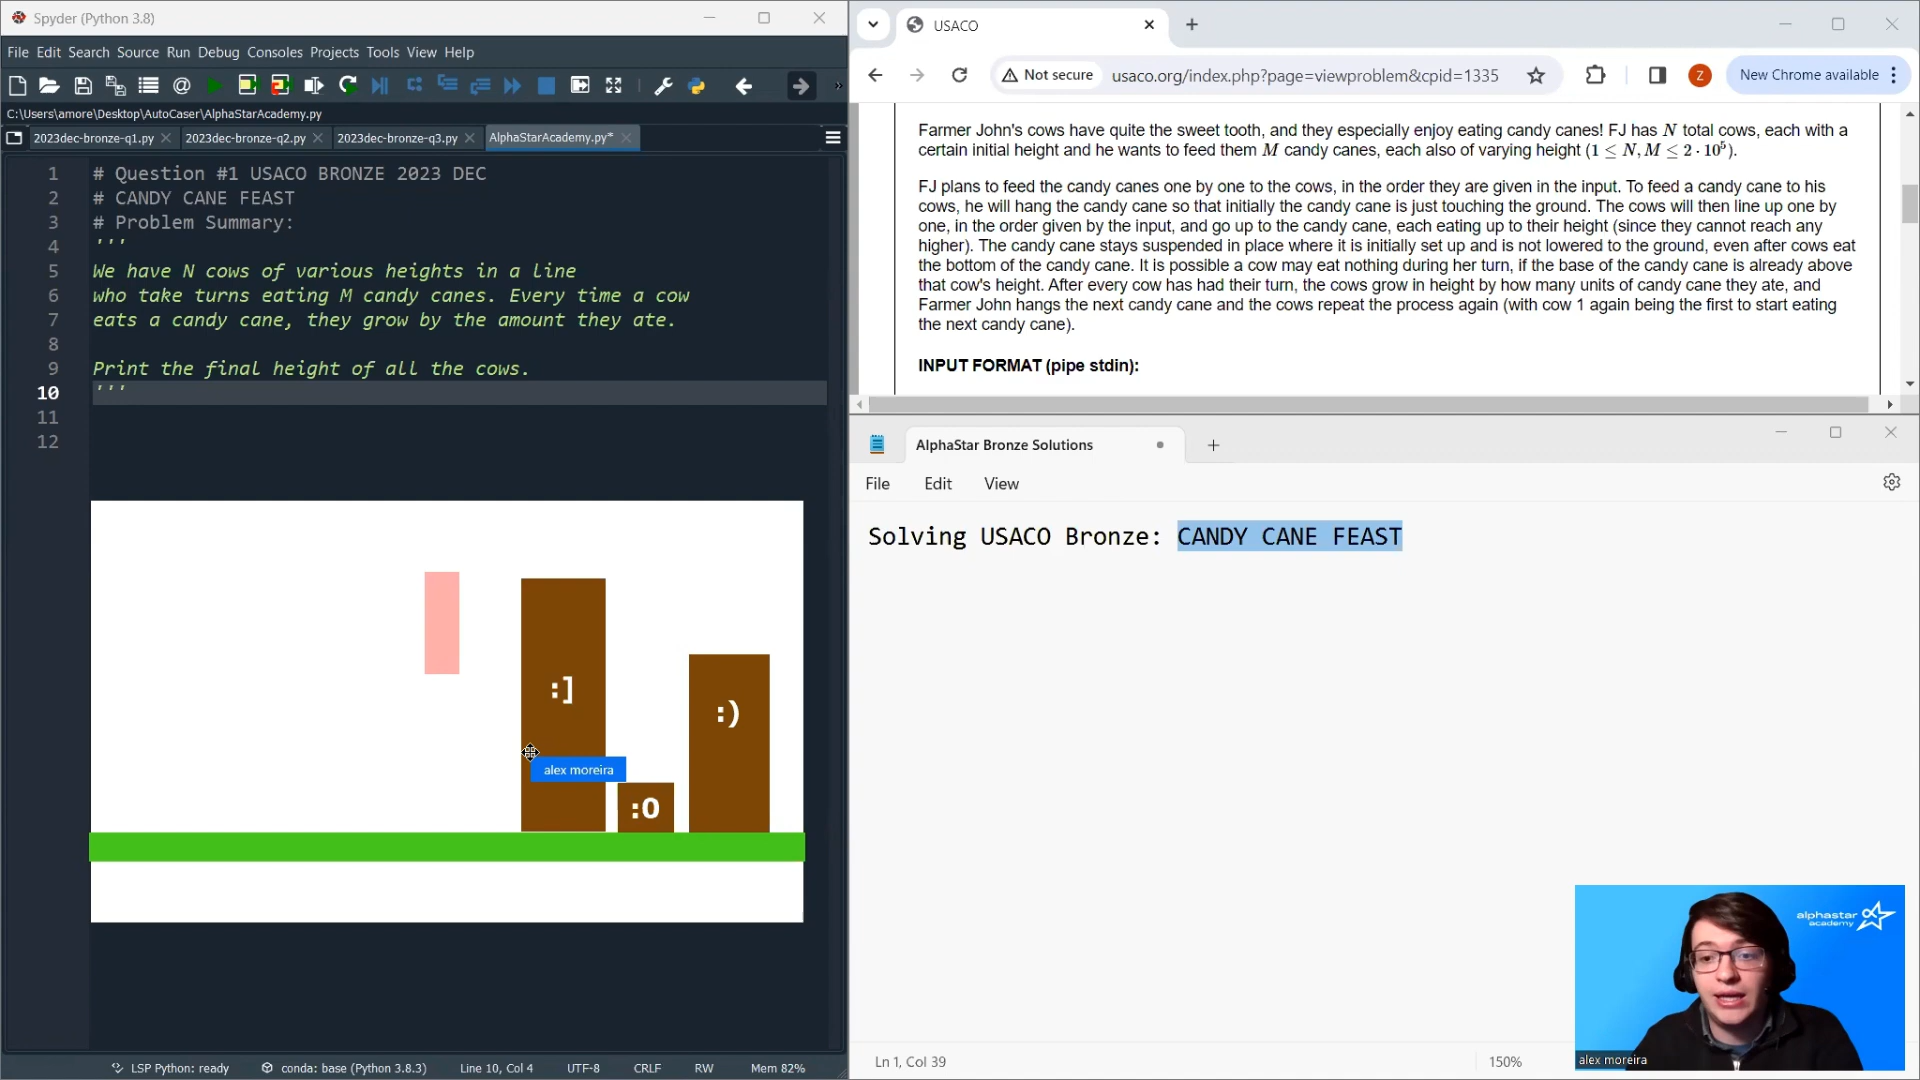 Spyder (Python 3.8)
File Edit Search Source Run Debug Consoles Projects Tools View Help
C:\Users\amore\Desktop\AutoCaser\AlphaStarAcademy.py
2023dec-bronze-q1.py 2023dec-bronze-q2.py 2023dec-bronze-q3.py AlphaStarAcademy.py*
1 # Question #1 USACO BRONZE 2023 DEC
2 # CANDY CANE FEAST
3 # Problem Summary:
4 '''
5 We have N cows of various heights in a line
6 who take turns eating M candy canes. Every time a cow
7 eats a candy cane, they grow by the amount they ate.
8
9 Print the final height of all the cows.
10 '''
11
12
:]
:)
alex moreira
:0
LSP Python: ready conda: base (Python 3.8.3) Line 10, Col 4 UTF-8 CRLF RW Mem 82%
USACO
Not secure usaco.org/index.php?page=viewproblem&cpid=1335 Z New Chrome available
Farmer John's cows have quite the sweet tooth, and they especially enjoy eating candy canes! FJ has N total cows, each with a
certain initial height and he wants to feed them M candy canes, each also of varying height (1 ≤ N, M ≤ 2 · 10⁵).
FJ plans to feed the candy canes one by one to the cows, in the order they are given in the input. To feed a candy cane to his
cows, he will hang the candy cane so that initially the candy cane is just touching the ground. The cows will then line up one by
one, in the order given by the input, and go up to the candy cane, each eating up to their height (since they cannot reach any
higher). The candy cane stays suspended in place where it is initially set up and is not lowered to the ground, even after cows eat
the bottom of the candy cane. It is possible a cow may eat nothing during her turn, if the base of the candy cane is already above
that cow's height. After every cow has had their turn, the cows grow in height by how many units of candy cane they ate, and
Farmer John hangs the next candy cane and the cows repeat the process again (with cow 1 again being the first to start eating
the next candy cane).
INPUT FORMAT (pipe stdin):
AlphaStar Bronze Solutions
File Edit View
Solving USACO Bronze: CANDY CANE FEAST
Ln 1, Col 39 150%
alphastar
academy
alex moreira